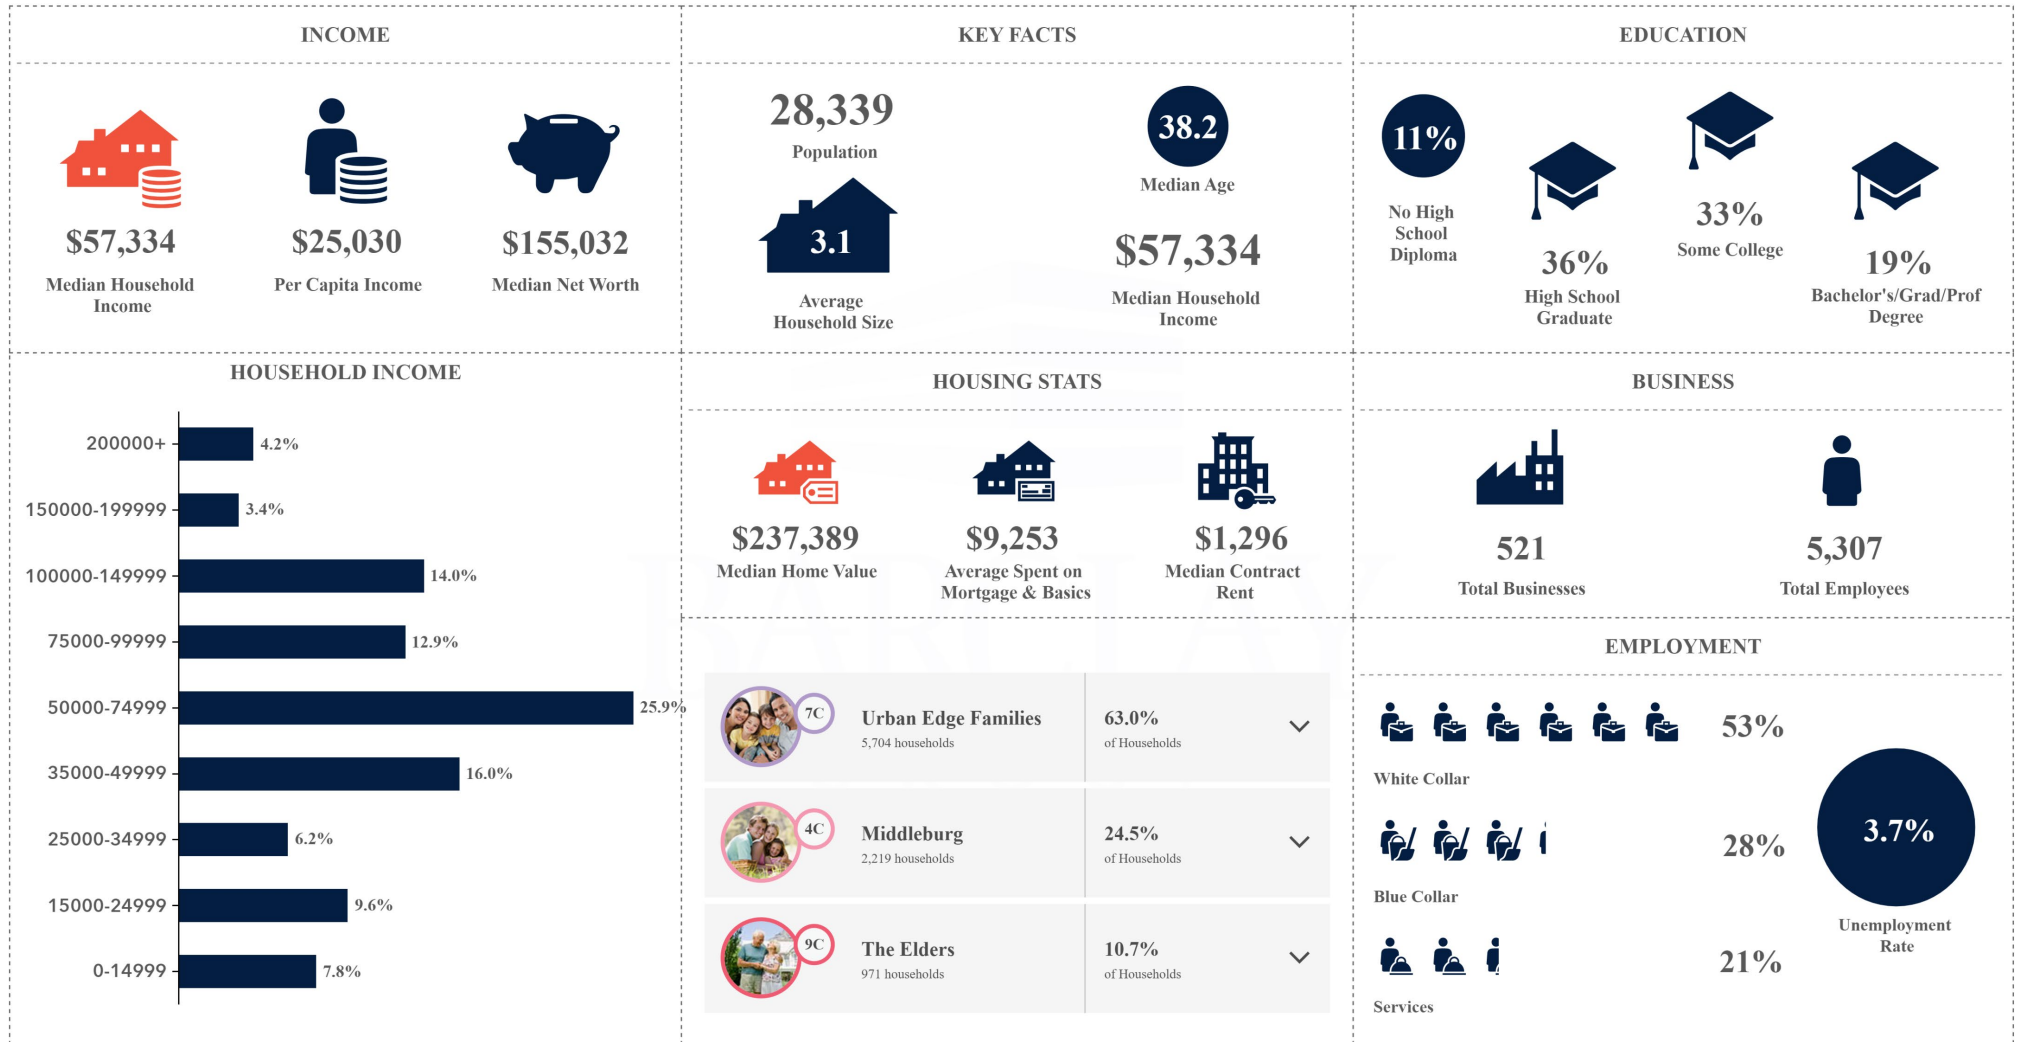 INCOME
$57,334
Median Household
Income
$25,030
Per Capita Income
$155,032
Median Net Worth
KEY FACTS
28,339
Population
3.1
Average
Household Size
38.2
Median Age
$57,334
Median Household
Income
EDUCATION
11%
No High
School
Diploma
36%
High School
Graduate
33%
Some College
19%
Bachelor's/Grad/Prof
Degree
HOUSEHOLD INCOME
200000+ 4.2%
150000-199999 3.4%
100000-149999 14.0%
75000-99999 12.9%
50000-74999 25.9%
35000-49999 16.0%
25000-34999 6.2%
15000-24999 9.6%
0-14999 7.8%
HOUSING STATS
$237,389
Median Home Value
$9,253
Average Spent on
Mortgage & Basics
$1,296
Median Contract
Rent
BARCLAY
7C
Urban Edge Families
5,704 households
63.0%
of Households
4C
Middleburg
2,219 households
24.5%
of Households
9C
The Elders
971 households
10.7%
of Households
BUSINESS
521
Total Businesses
5,307
Total Employees
EMPLOYMENT
53%
White Collar
28%
Blue Collar
21%
Services
3.7%
Unemployment
Rate